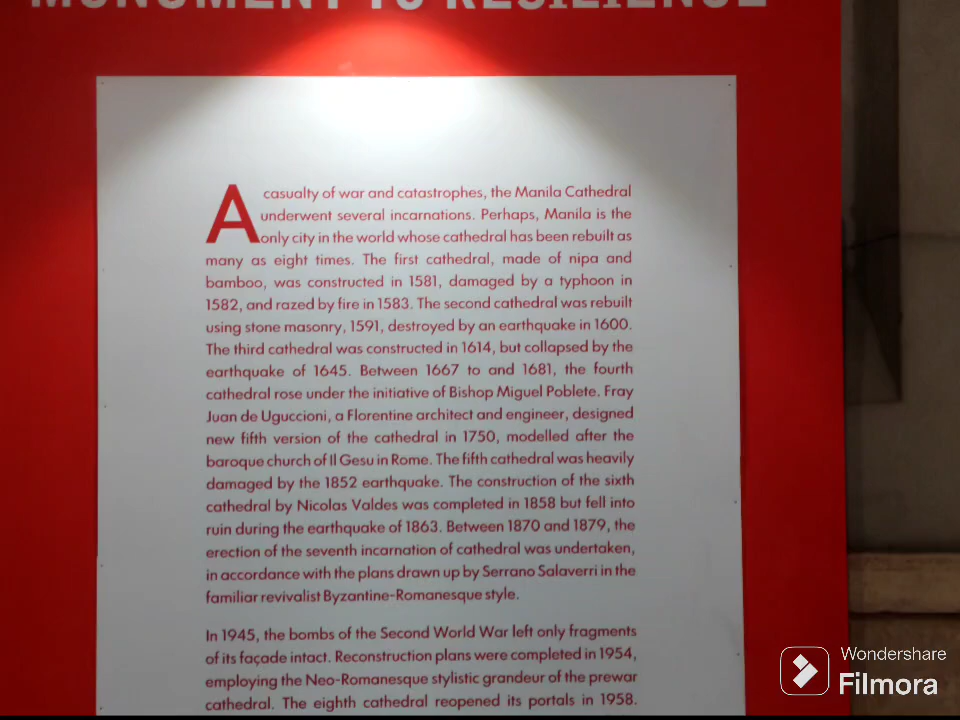 MONUMENT TO RESILIENCE
A casualty of war and catastrophes, the Manila Cathedral
underwent several incarnations. Perhaps, Manila is the
only city in the world whose cathedral has been rebuilt as
many as eight times. The first cathedral, made of nipa and
bamboo, was constructed in 1581, damaged by a typhoon in
1582, and razed by fire in 1583. The second cathedral was rebuilt
using stone masonry, 1591, destroyed by an earthquake in 1600.
The third cathedral was constructed in 1614, but collapsed by the
earthquake of 1645. Between 1667 to and 1681, the fourth
cathedral rose under the initiative of Bishop Miguel Poblete. Fray
Juan de Uguccioni, a Florentine architect and engineer, designed
new fifth version of the cathedral in 1750, modelled after the
baroque church of Il Gesu in Rome. The fifth cathedral was heavily
damaged by the 1852 earthquake. The construction of the sixth
cathedral by Nicolas Valdes was completed in 1858 but fell into
ruin during the earthquake of 1863. Between 1870 and 1879, the
erection of the seventh incarnation of cathedral was undertaken,
in accordance with the plans drawn up by Serrano Salaverri in the
familiar revivalist Byzantine-Romanesque style.
In 1945, the bombs of the Second World War left only fragments
of its façade intact. Reconstruction plans were completed in 1954,
employing the Neo-Romanesque stylistic grandeur of the prewar
cathedral. The eighth cathedral reopened its portals in 1958.
Wondershare
Filmora